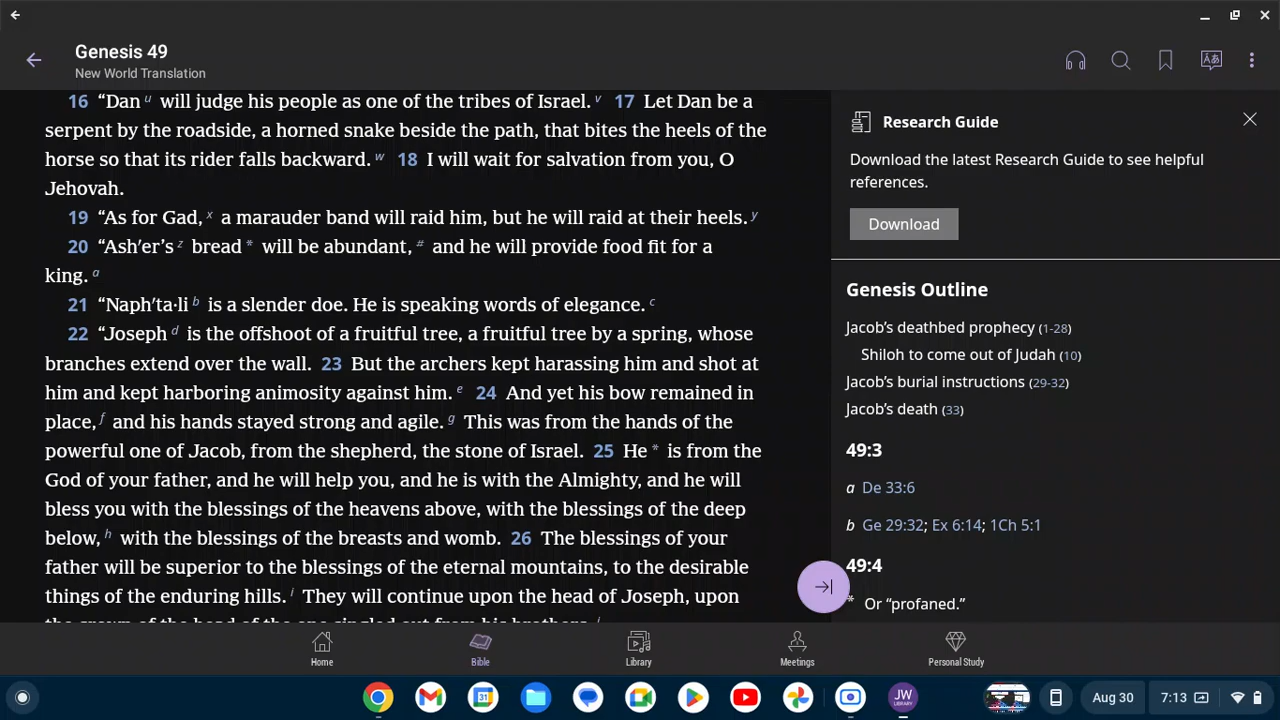 Genesis 49
New World Translation
16 “Dan u will judge his people as one of the tribes of Israel. v 17 Let Dan be a
serpent by the roadside, a horned snake beside the path, that bites the heels of the
horse so that its rider falls backward. w 18 I will wait for salvation from you, O
Jehovah.
19 “As for Gad, x a marauder band will raid him, but he will raid at their heels. y
20 “Ash′er’s z bread * will be abundant, # and he will provide food fit for a
king. a
21 “Naph′ta·li b is a slender doe. He is speaking words of elegance. c
22 “Joseph d is the offshoot of a fruitful tree, a fruitful tree by a spring, whose
branches extend over the wall. 23 But the archers kept harassing him and shot at
him and kept harboring animosity against him. e 24 And yet his bow remained in
place, f and his hands stayed strong and agile. g This was from the hands of the
powerful one of Jacob, from the shepherd, the stone of Israel. 25 He * is from the
God of your father, and he will help you, and he is with the Almighty, and he will
bless you with the blessings of the heavens above, with the blessings of the deep
below, h with the blessings of the breasts and womb. 26 The blessings of your
father will be superior to the blessings of the eternal mountains, to the desirable
things of the enduring hills. i They will continue upon the head of Joseph, upon
the crown of the head of the one singled out from his brothers. j
Research Guide
Download the latest Research Guide to see helpful
references.
Download
Genesis Outline
Jacob’s deathbed prophecy (1-28)
Shiloh to come out of Judah (10)
Jacob’s burial instructions (29-32)
Jacob’s death (33)
49:3
a De 33:6
b Ge 29:32; Ex 6:14; 1Ch 5:1
49:4
* Or “profaned.”
Home
Bible
Library
Meetings
Personal Study
JW
LIBRARY
Aug 30
7:13